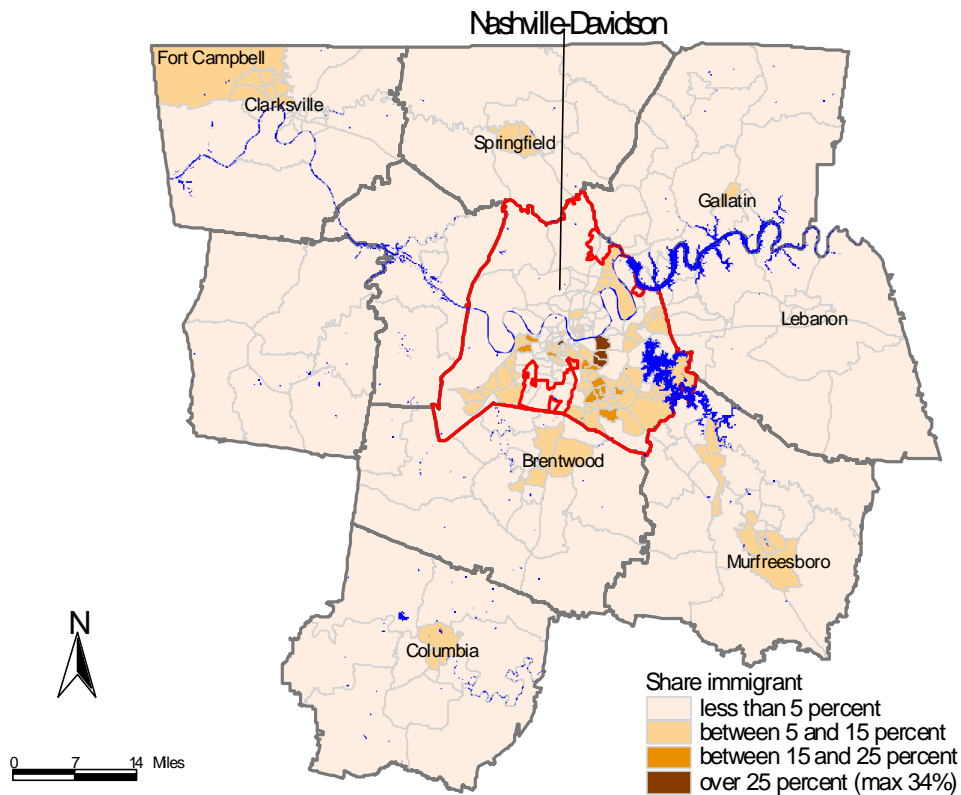 Nashville-Davidson
Fort Campbell
Clarksville
Springfield
Gallatin
Lebanon
Brentwood
Murfreesboro
Columbia
N
0 7 14 Miles
Share immigrant
less than 5 percent
between 5 and 15 percent
between 15 and 25 percent
over 25 percent (max 34%)